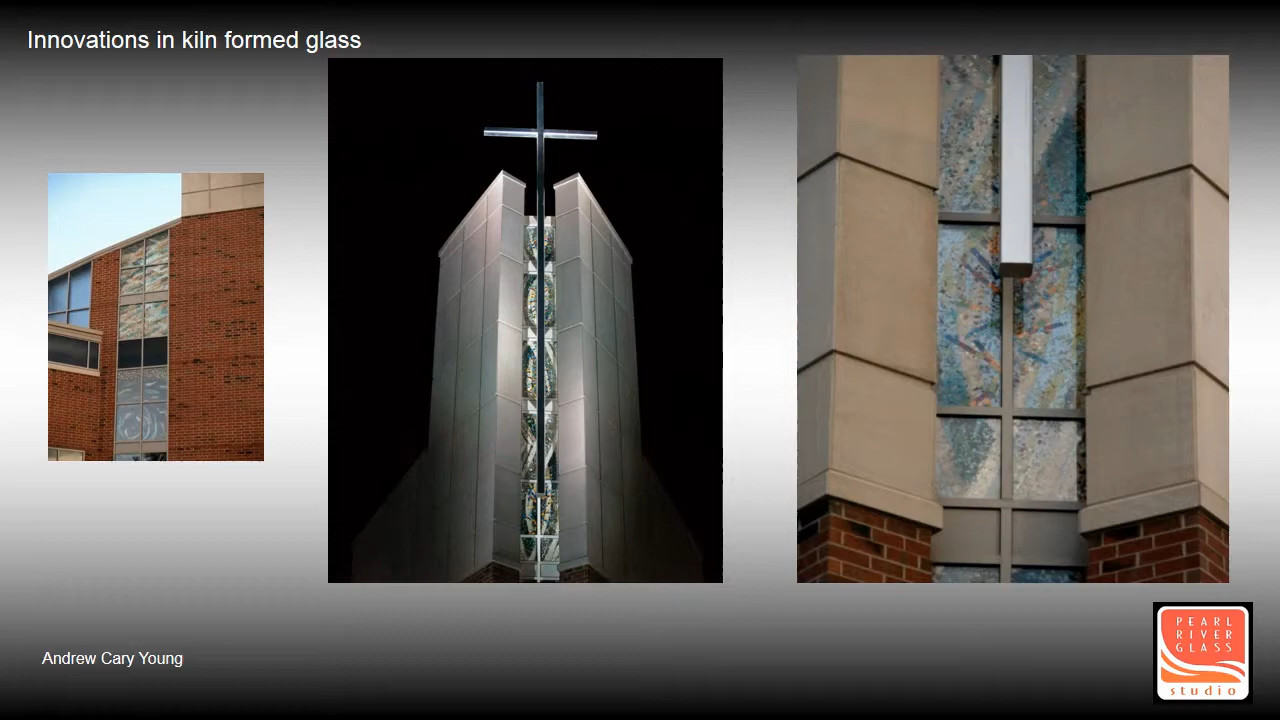 Innovations in kiln formed glass
Andrew Cary Young
PEARL
RIVER
GLASS
studio